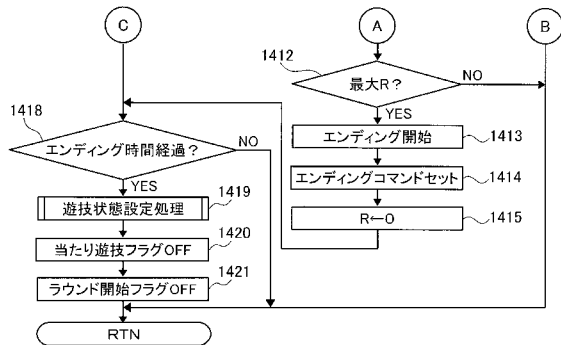 C
A
B
1412
最大R?
NO
YES
1418
エンディング時間経過?
NO
YES
エンディング開始
1413
エンディングコマンドセット
1414
R←0
1415
遊技状態設定処理
1419
当たり遊技フラグOFF
1420
ラウンド開始フラグOFF
1421
RTN